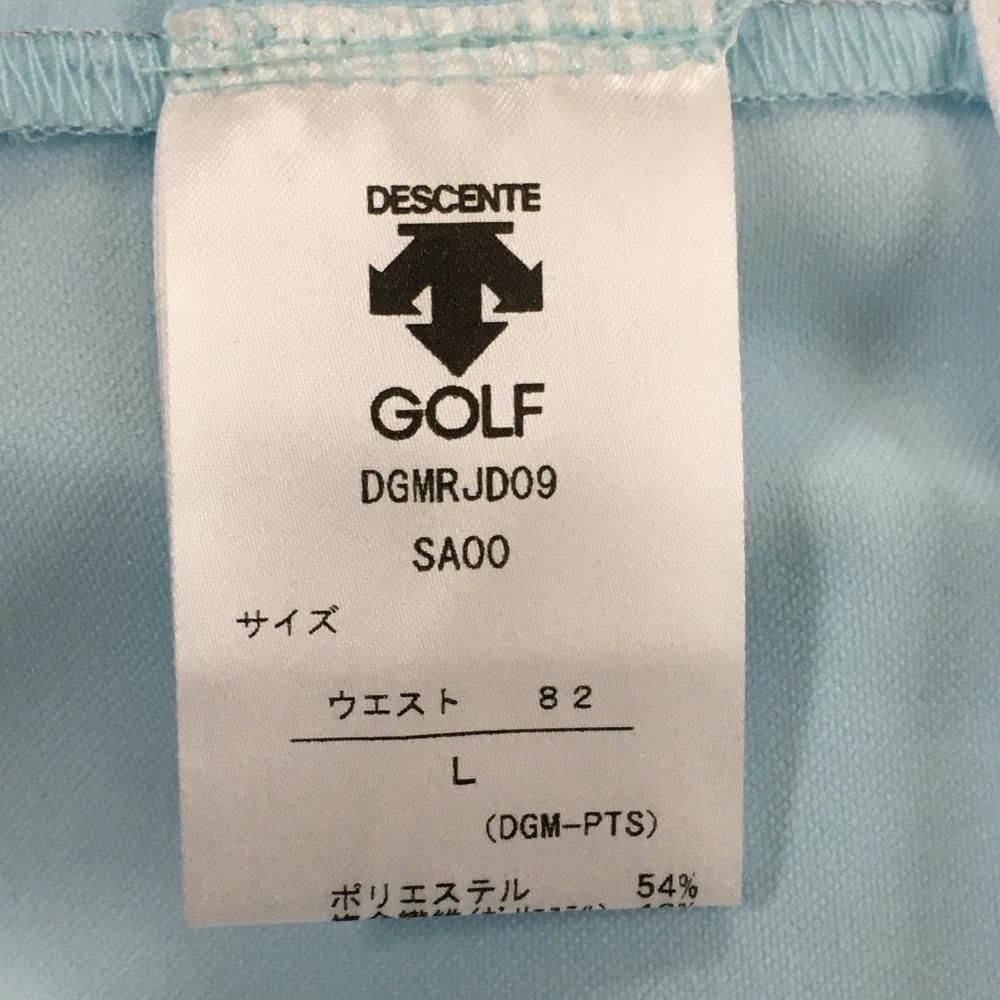 DESCENTE
GOLF
DGMRJD09
SA00
サイズ
ウエスト 82
L
(DGM-PTS)
ポリエステル 54%